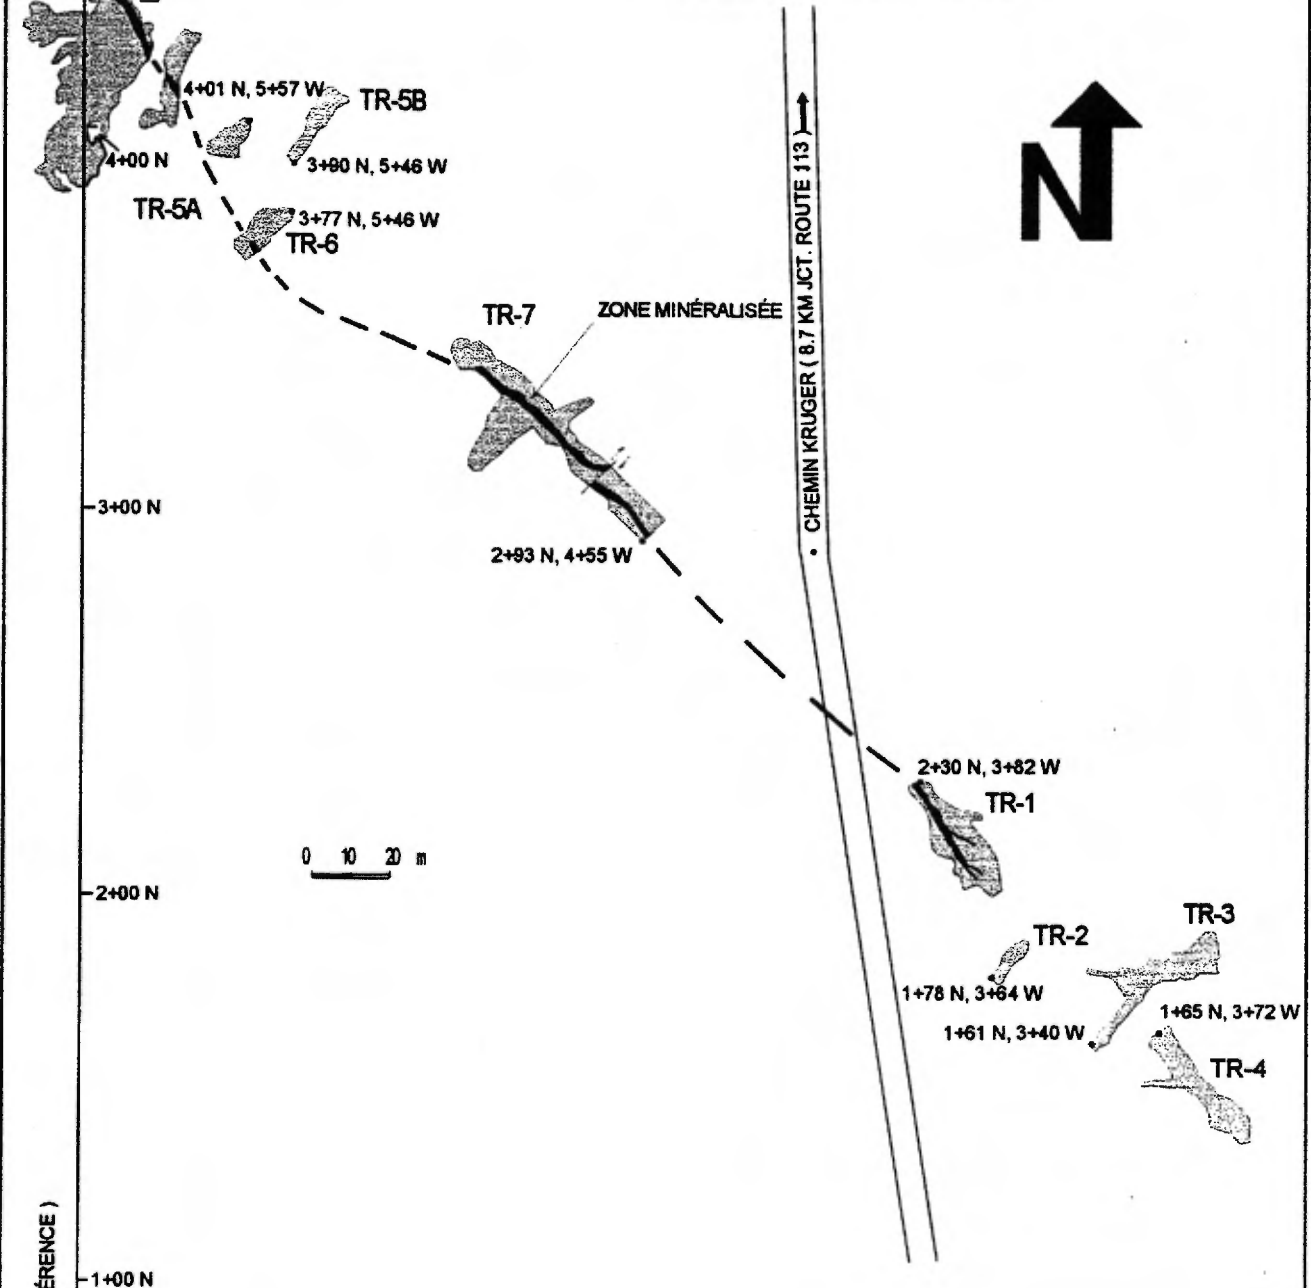 4+01 N, 5+57 W
TR-5B
4+00 N
3+90 N, 5+46 W
N
TR-5A
3+77 N, 5+46 W
TR-6
CHEMIN KRUGER ( 8.7 KM JCT. ROUTE 113 )
TR-7
ZONE MINÉRALISÉE
3+00 N
2+93 N, 4+55 W
2+30 N, 3+82 W
TR-1
0 10 20 m
2+00 N
TR-3
TR-2
1+78 N, 3+64 W
1+65 N, 3+72 W
1+61 N, 3+40 W
TR-4
ÉRENCE )
1+00 N